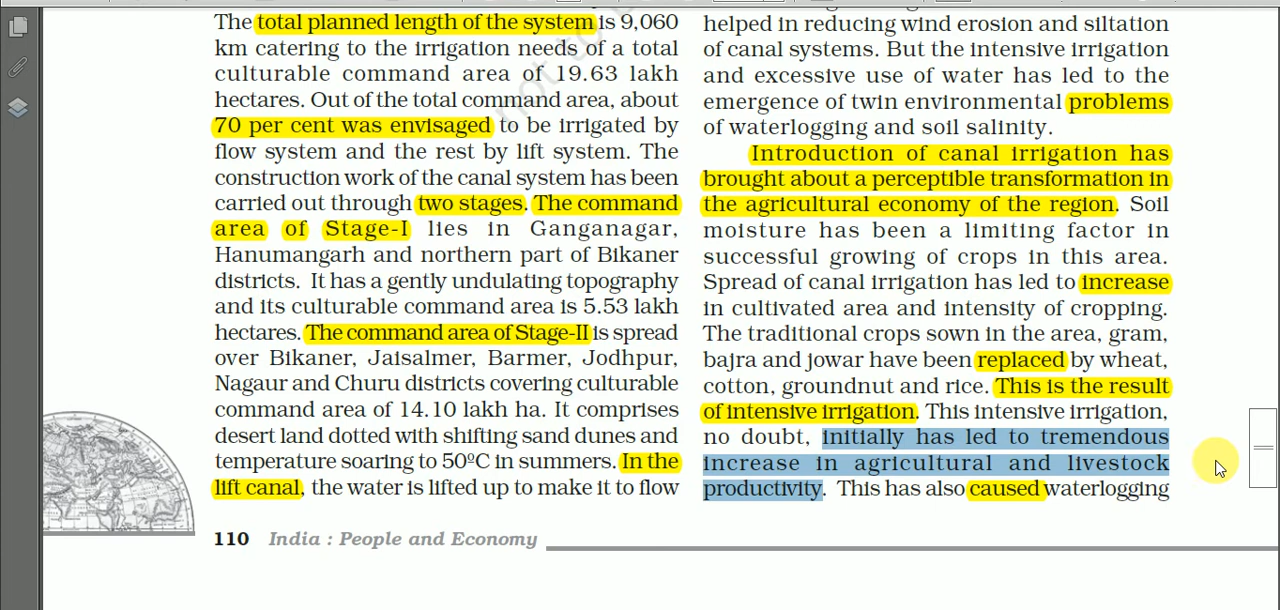 The total planned length of the system is 9,060
km catering to the irrigation needs of a total
culturable command area of 19.63 lakh
hectares. Out of the total command area, about
70 per cent was envisaged to be irrigated by
flow system and the rest by lift system. The
construction work of the canal system has been
carried out through two stages. The command
area of Stage-I lies in Ganganagar,
Hanumangarh and northern part of Bikaner
districts. It has a gently undulating topography
and its culturable command area is 5.53 lakh
hectares. The command area of Stage-II is spread
over Bikaner, Jaisalmer, Barmer, Jodhpur,
Nagaur and Churu districts covering culturable
command area of 14.10 lakh ha. It comprises
desert land dotted with shifting sand dunes and
temperature soaring to 50ºC in summers. In the
lift canal, the water is lifted up to make it to flow
helped in reducing wind erosion and siltation
of canal systems. But the intensive irrigation
and excessive use of water has led to the
emergence of twin environmental problems
of waterlogging and soil salinity.
Introduction of canal irrigation has
brought about a perceptible transformation in
the agricultural economy of the region. Soil
moisture has been a limiting factor in
successful growing of crops in this area.
Spread of canal irrigation has led to increase
in cultivated area and intensity of cropping.
The traditional crops sown in the area, gram,
bajra and jowar have been replaced by wheat,
cotton, groundnut and rice. This is the result
of intensive irrigation. This intensive irrigation,
no doubt, initially has led to tremendous
increase in agricultural and livestock
productivity. This has also caused waterlogging
110 India : People and Economy
not to